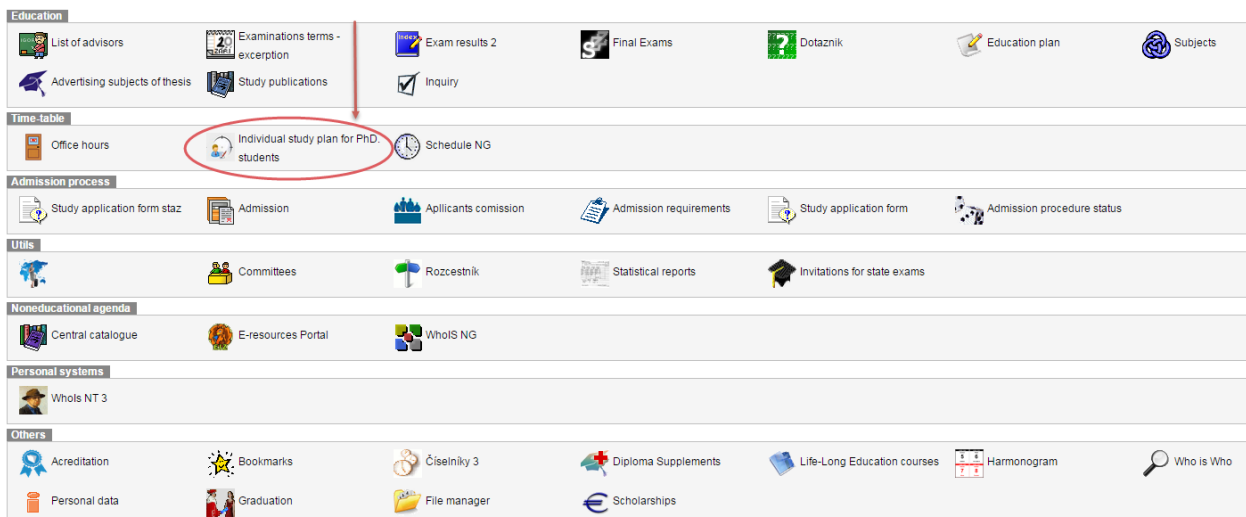 Education
List of advisors
Examinations terms -
excerption
Exam results 2
Final Exams
Dotaznik
Education plan
Subjects
Advertising subjects of thesis
Study publications
Inquiry
Time-table
Office hours
Individual study plan for PhD.
students
Schedule NG
Admission process
Study application form staz
Admission
Apllicants comission
Admission requirements
Study application form
Admission procedure status
Utils
Committees
Rozcestník
Statistical reports
Invitations for state exams
Noneducational agenda
Central catalogue
E-resources Portal
WhoIS NG
Personal systems
WhoIs NT 3
Others
Acreditation
Bookmarks
Číselníky 3
Diploma Supplements
Life-Long Education courses
Harmonogram
Who is Who
Personal data
Graduation
File manager
Scholarships